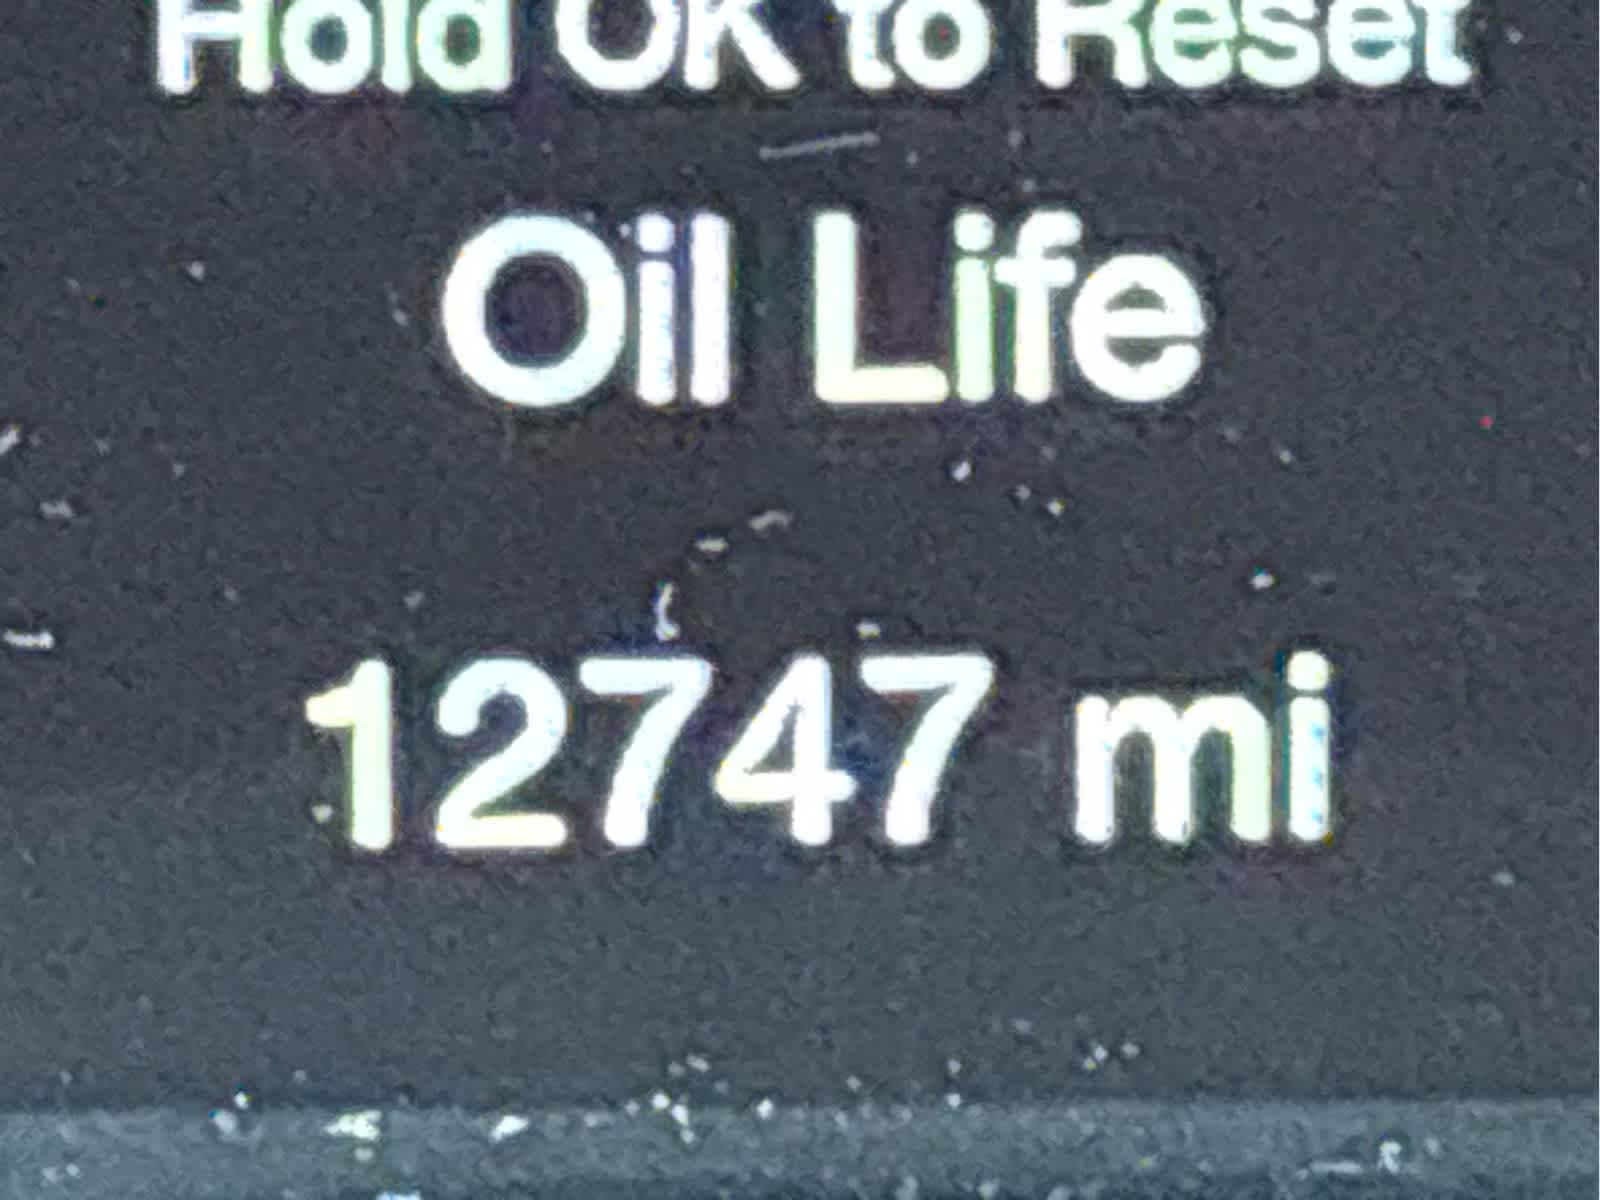 Hold OK to Reset
Oil Life
12747 mi